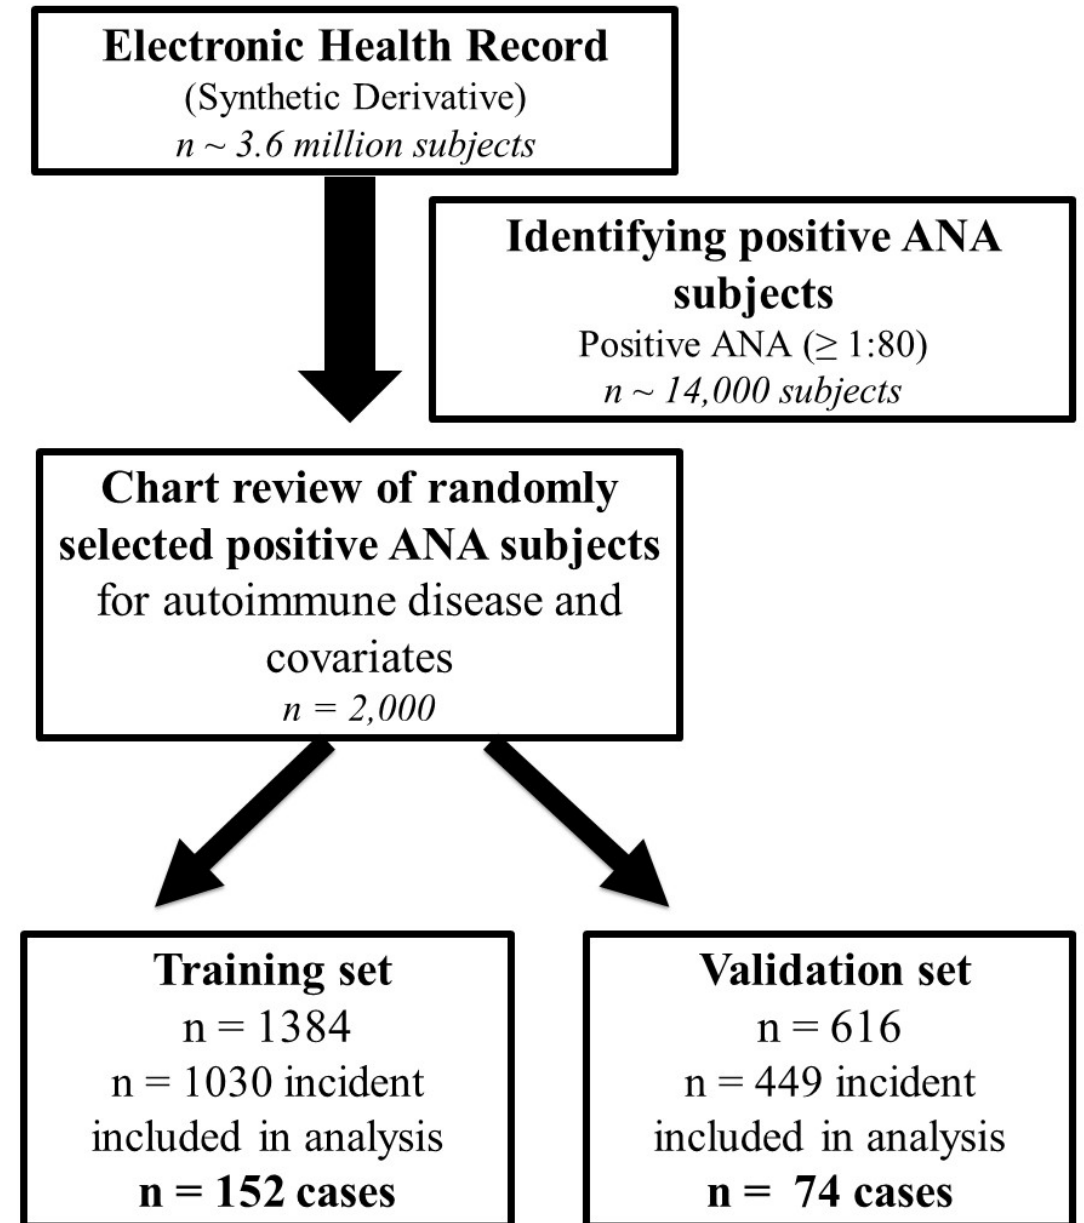 Electronic Health Record
(Synthetic Derivative)
n ~ 3.6 million subjects
Identifying positive ANA
subjects
Positive ANA (≥ 1:80)
n ~ 14,000 subjects
Chart review of randomly
selected positive ANA subjects
for autoimmune disease and
covariates
n = 2,000
Training set
n = 1384
n = 1030 incident
included in analysis
n = 152 cases
Validation set
n = 616
n = 449 incident
included in analysis
n =  74 cases